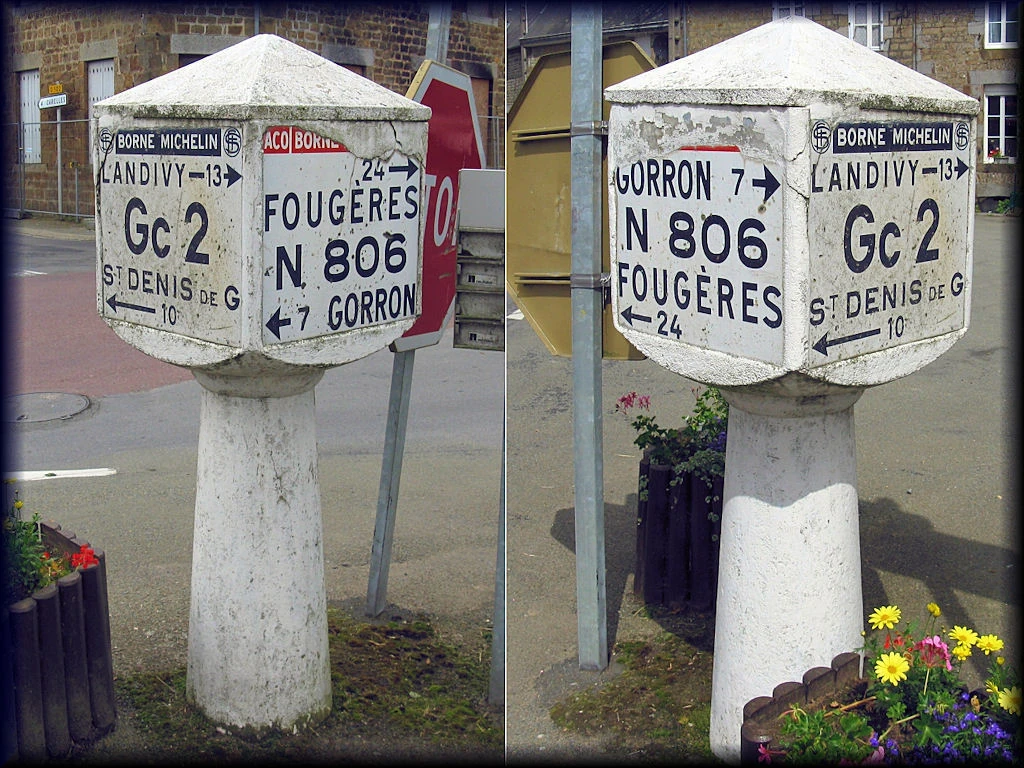 BORNE MICHELIN
LANDIVY 13
Gc 2
ST DENIS DE G
10
ACO BORNE
24
FOUGÈRES
N. 806
7 GORRON
TO
GORRON 7
N 806
FOUGÈRES
24
BORNE MICHELIN
LANDIVY 13
Gc 2
ST DENIS DE G
10